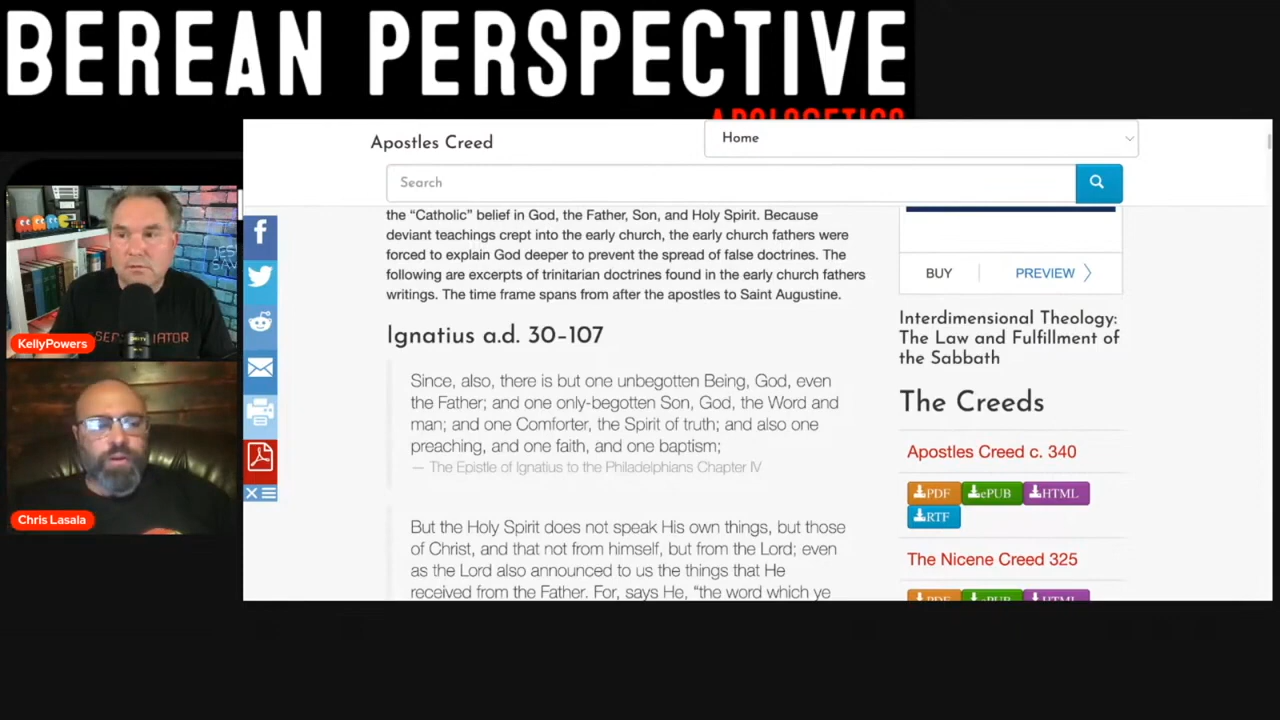 BEREAN PERSPECTIVE
APOLOGETICS
Apostles Creed
Home
Search
the “Catholic” belief in God, the Father, Son, and Holy Spirit. Because
deviant teachings crept into the early church, the early church fathers were
forced to explain God deeper to prevent the spread of false doctrines. The
following are excerpts of trinitarian doctrines found in the early church fathers
writings. The time frame spans from after the apostles to Saint Augustine.
Ignatius a.d. 30–107
Since, also, there is but one unbegotten Being, God, even
the Father; and one only-begotten Son, God, the Word and
man; and one Comforter, the Spirit of truth; and also one
preaching, and one faith, and one baptism;
— The Epistle of Ignatius to the Philadelphians Chapter IV
But the Holy Spirit does not speak His own things, but those
of Christ, and that not from himself, but from the Lord; even
as the Lord also announced to us the things that He
received from the Father. For, says He, “the word which ye
BUY
PREVIEW
Interdimensional Theology:
The Law and Fulfillment of
the Sabbath
The Creeds
Apostles Creed c. 340
PDF
ePUB
HTML
RTF
The Nicene Creed 325
PDF
ePUB
HTML
KellyPowers
Chris Lasala